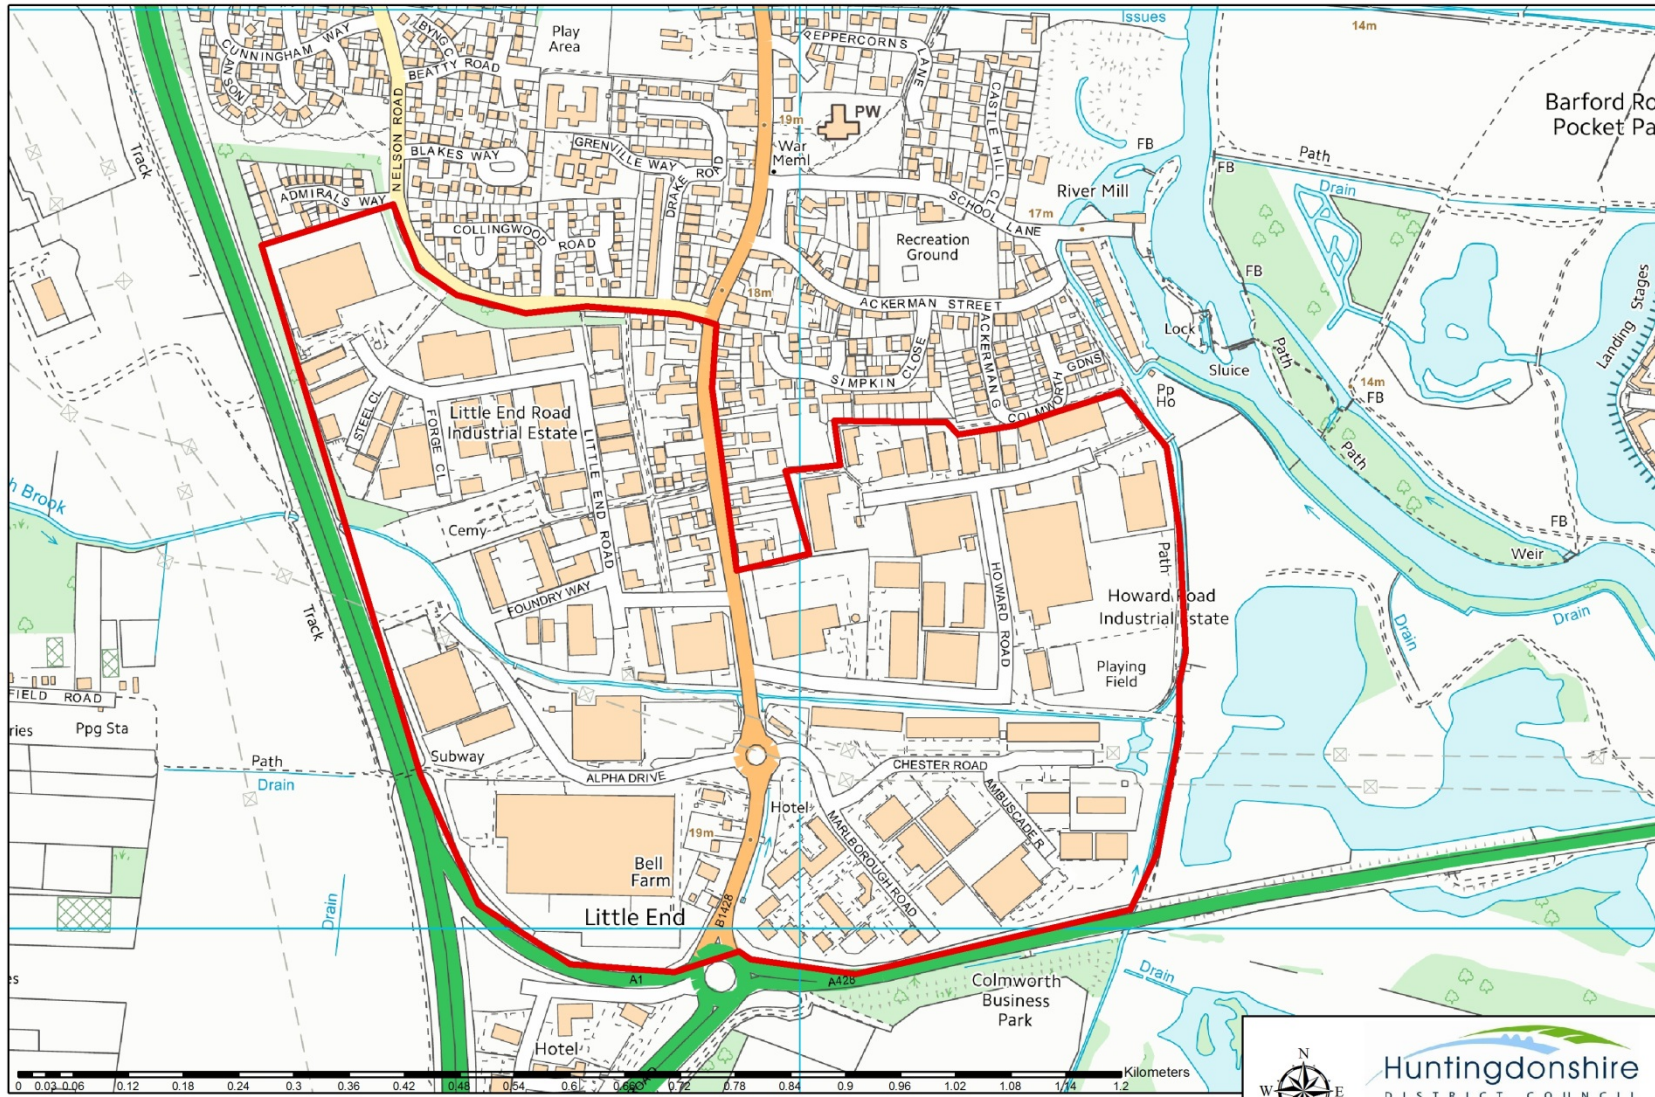 Issues
14m
CUNNINGHAM WAY
BYNG C
Play
Area
PEPPERCORNS
LANE
BEATTY ROAD
NELSON ROAD
CASTLE HILL CL
Barford Ro
Pocket Pa
PW
19m
War
Meml
Track
BLAKES WAY
GRENVILLE WAY
DRAKE
ROAD
FB
Path
FB
Drain
River Mill
ADMIRALS WAY
SCHOOL LANE
17m
COLLINGWOOD ROAD
Recreation
Ground
FB
18m
ACKERMAN STREET
Landing Stages
Lock
Path
Sluice
ACKERMAN G
SIMPKIN CLOSE
GDNS
COLMWORTH
Pp
Ho
14m
FB
STEEL CL
FORGE CL
Little End Road
Industrial Estate
LITTLE END ROAD
Path
h Brook
Cemy
FB
Weir
Path
FOUNDRY WAY
HOWARD ROAD
Howard Road
Industrial Estate
Drain
Drain
Track
Playing
Field
FIELD ROAD
ries
Ppg Sta
Subway
Path
Drain
ALPHA DRIVE
CHESTER ROAD
AMBUSCADE R
Hotel
MARLBOROUGH ROAD
19m
Bell
Farm
Little End
B1428
Drain
A1
A428
Drain
es
Colmworth
Business
Park
Hotel
ROAD
0 0.03 0.06 0.12 0.18 0.24 0.3 0.36 0.42 0.48 0.54 0.6 0.66 0.72 0.78 0.84 0.9 0.96 1.02 1.08 1.14 1.2
Kilometers
N
W E
Huntingdonshire
DISTRICT COUNCIL